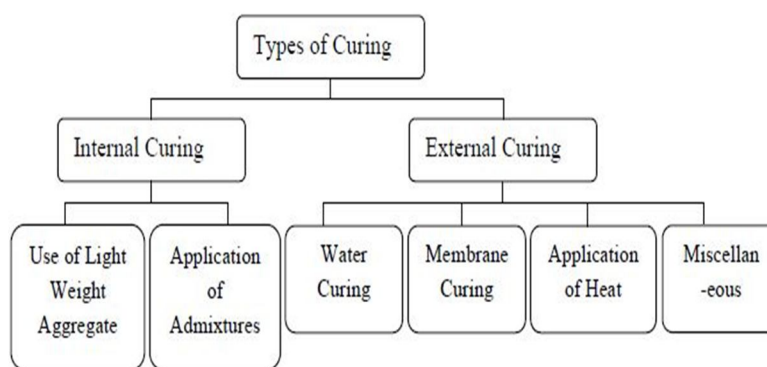 Types of Curing
Internal Curing
External Curing
Use of Light
Weight
Aggregate
Application
of
Admixtures
Water
Curing
Membrane
Curing
Application
of Heat
Miscellan
-eous